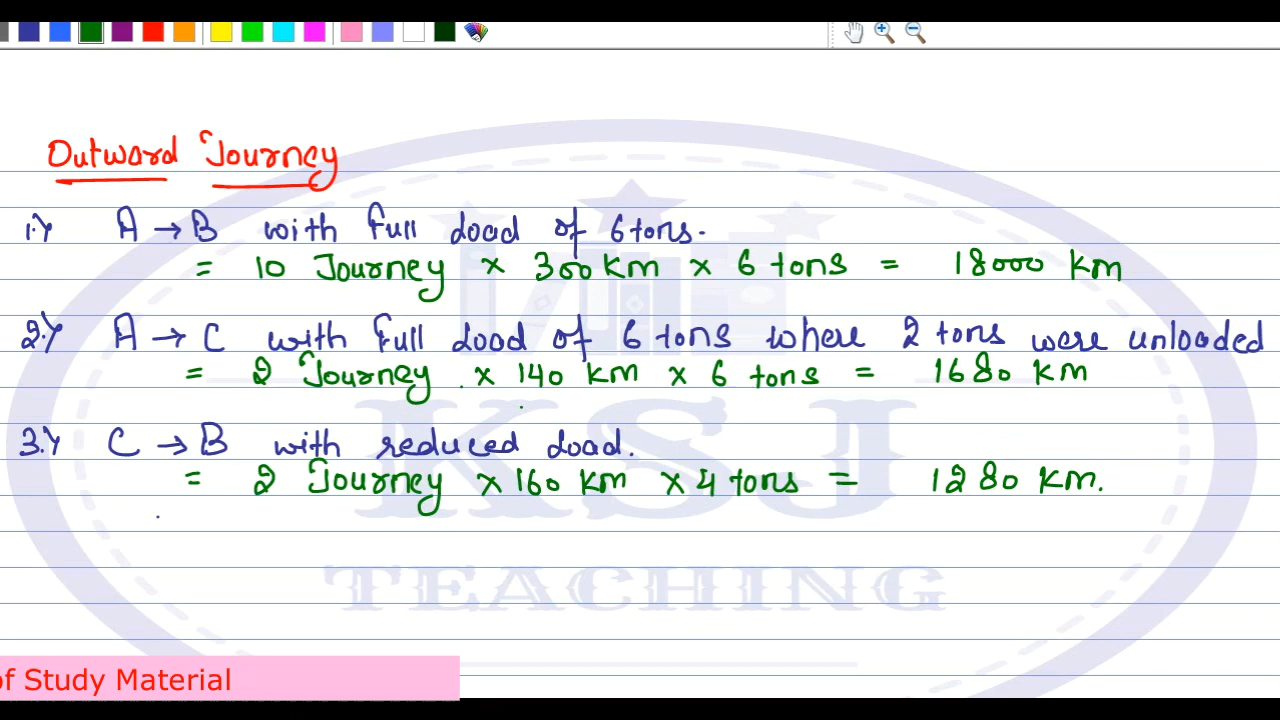 Outward Journey
1.) A → B with full load of 6 tons.
= 10 Journey × 300 km × 6 tons = 18000 km
2.) A → C with full load of 6 tons where 2 tons were unloaded
= 2 Journey × 140 km × 6 tons = 1680 km
3.) C → B with reduced load.
= 2 Journey × 160 km × 4 tons = 1280 km.
KSJ
TEACHING
of Study Material